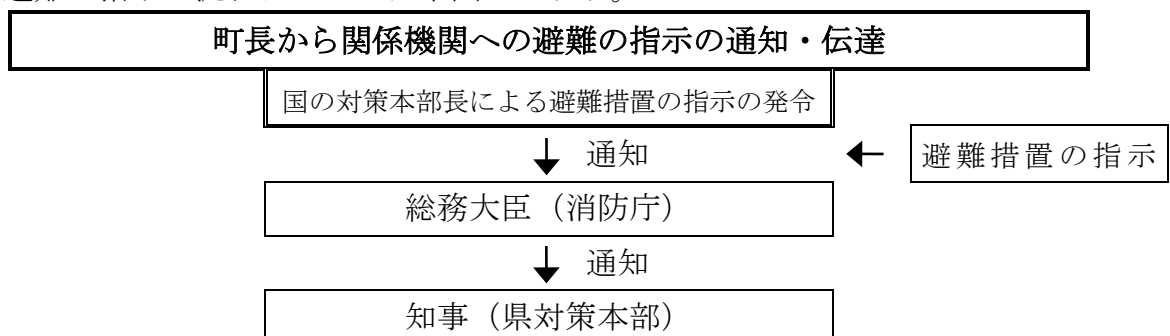 町長から関係機関への避難の指示の通知・伝達
国の対策本部長による避難措置の指示の発令
通知
避難措置の指示
総務大臣(消防庁)
通知
知事(県対策本部)